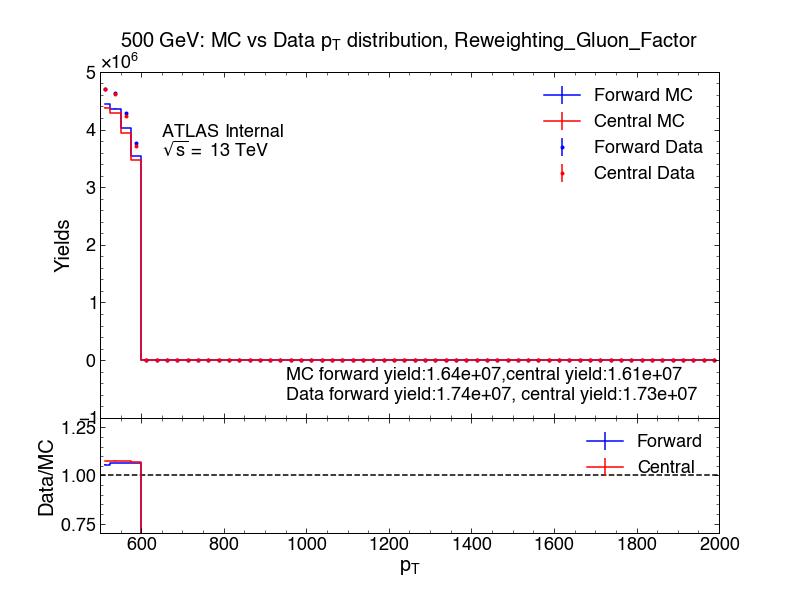 500 GeV: MC vs Data pT distribution, Reweighting_Gluon_Factor
×10⁶
5
4
3
2
1
0
−1
Yields
ATLAS Internal
√s = 13 TeV
Forward MC
Central MC
Forward Data
Central Data
MC forward yield:1.64e+07,central yield:1.61e+07
Data forward yield:1.74e+07, central yield:1.73e+07
1.25
1.00
0.75
Data/MC
Forward
Central
600 800 1000 1200 1400 1600 1800 2000
pT